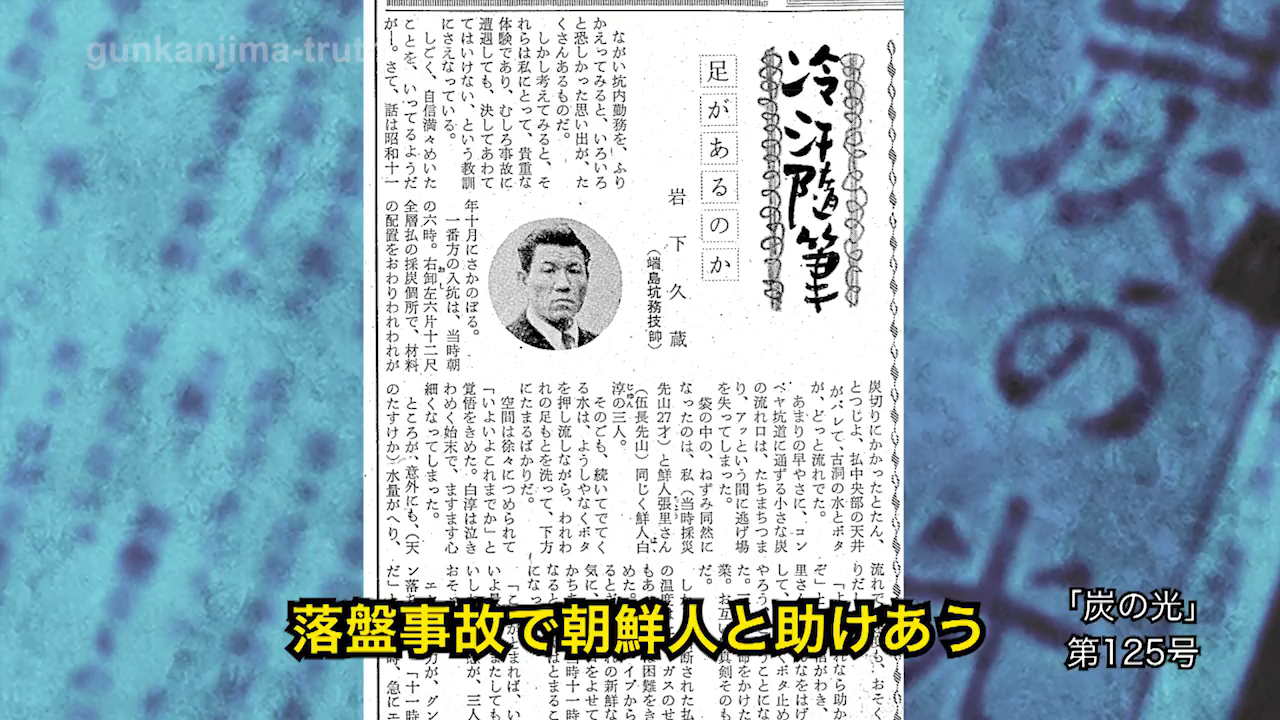 gunkanjima-trut
冷汗隨筆
足があるのか
岩下久蔵
(端島坑務技師)
ながい坑内勤務を、ふり
かえってみると、いろいろ
と恐しかった思い出が、た
くさんあるものだ。
しかし考えてみると、そ
れらは私にとって、貴重な
体験であり、むしろ事故に
遭遇しても、決してあわて
てはいけない、という教訓
にさえなっている。
しごく、自信満々めいた
ことを、いってるようだ
が―。さて、話は昭和十一
年十月にさかのぼる。
一番方の入坑は、当時朝
の六時。右卸左六片十二尺
全層払の採炭個所で、材料
の配置をおわりわれわれが
炭切りにかかったとたん、
とつじよ、払中央部の天井
がバレて、古洞の水とボタ
が、どっと流れでた。
あまりの早やさに、コン
ベヤ坑道に通ずる小さな炭
の流れ口は、たちまちつま
り、アッという間に逃げ場
を失ってしまった。
袋の中の、ねずみ同然に
なったのは、私（当時採炭
先山27才）と鮮人張里さん
（伍長先山）同じく鮮人白
淳の三人。
そのごも、続いてでてく
る水は、ようしやなくボタ
を押し流しながら、われわ
れの足もとを洗って、下方
にたまるばかりだ。
空間は徐々につめられて
「いよいよこれまでか」と
覚悟をきめた。白淳は泣き
わめく始末で、ますます心
細くなってしまった。
ところが、意外にも、（天
のたすけか）水量がへり、
落盤事故で朝鮮人と助けあう
「炭の光」
第125号
炭の光